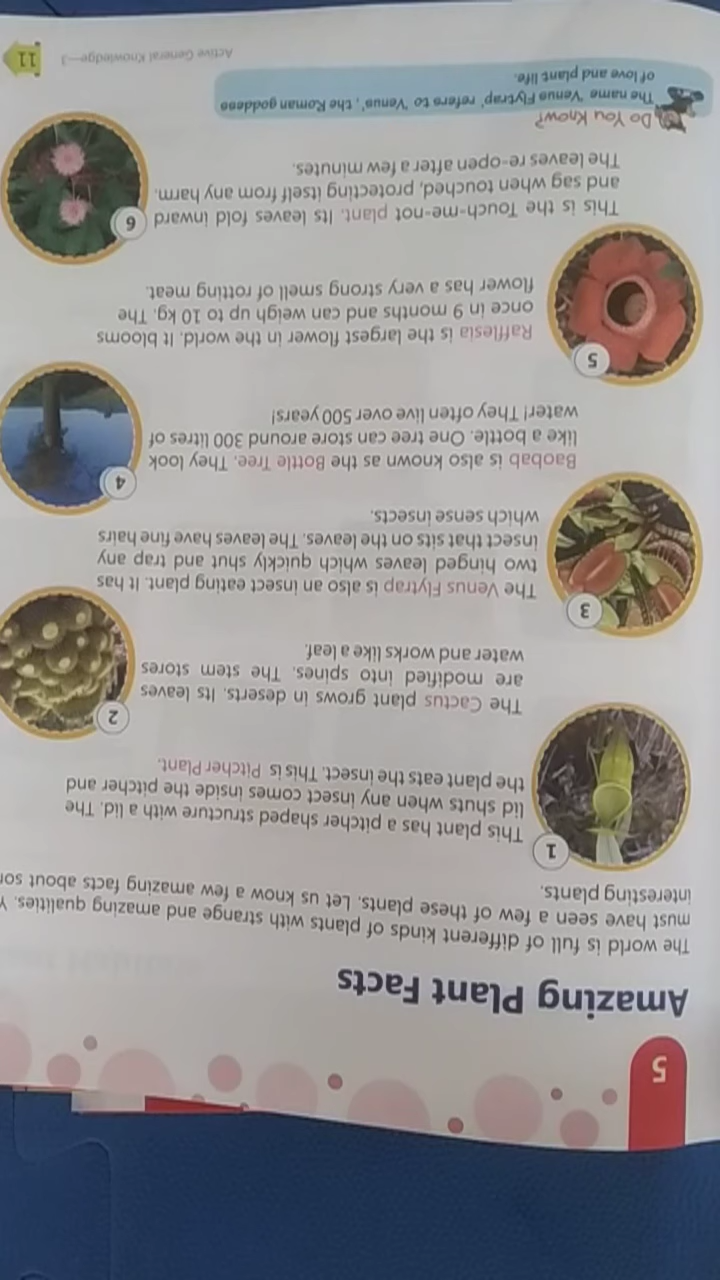 5
Amazing Plant Facts
The world is full of different kinds of plants with strange and amazing qualities.
must have seen a few of these plants. Let us know a few amazing facts about
interesting plants.
1
This plant has a pitcher shaped structure with a lid. The
lid shuts when any insect comes inside the pitcher and
the plant eats the insect. This is Pitcher Plant.
2
The Cactus plant grows in deserts. Its leaves
are modified into spines. The stem stores
water and works like a leaf.
3
The Venus Flytrap is also an insect eating plant. It has
two hinged leaves which quickly shut and trap any
insect that sits on the leaves. The leaves have fine hairs
which sense insects.
4
Baobab is also known as the Bottle Tree. They look
like a bottle. One tree can store around 300 litres of
water! They often live over 500 years!
5
Rafflesia is the largest flower in the world. It blooms
once in 9 months and can weigh up to 10 kg. The
flower has a very strong smell of rotting meat.
6
This is the Touch-me-not plant. Its leaves fold inward
and sag when touched, protecting itself from any harm.
The leaves re-open after a few minutes.
Do You Know?
The name 'Venus Flytrap' refers to 'Venus', the Roman goddess
of love and plant life.
Active General Knowledge—3
11